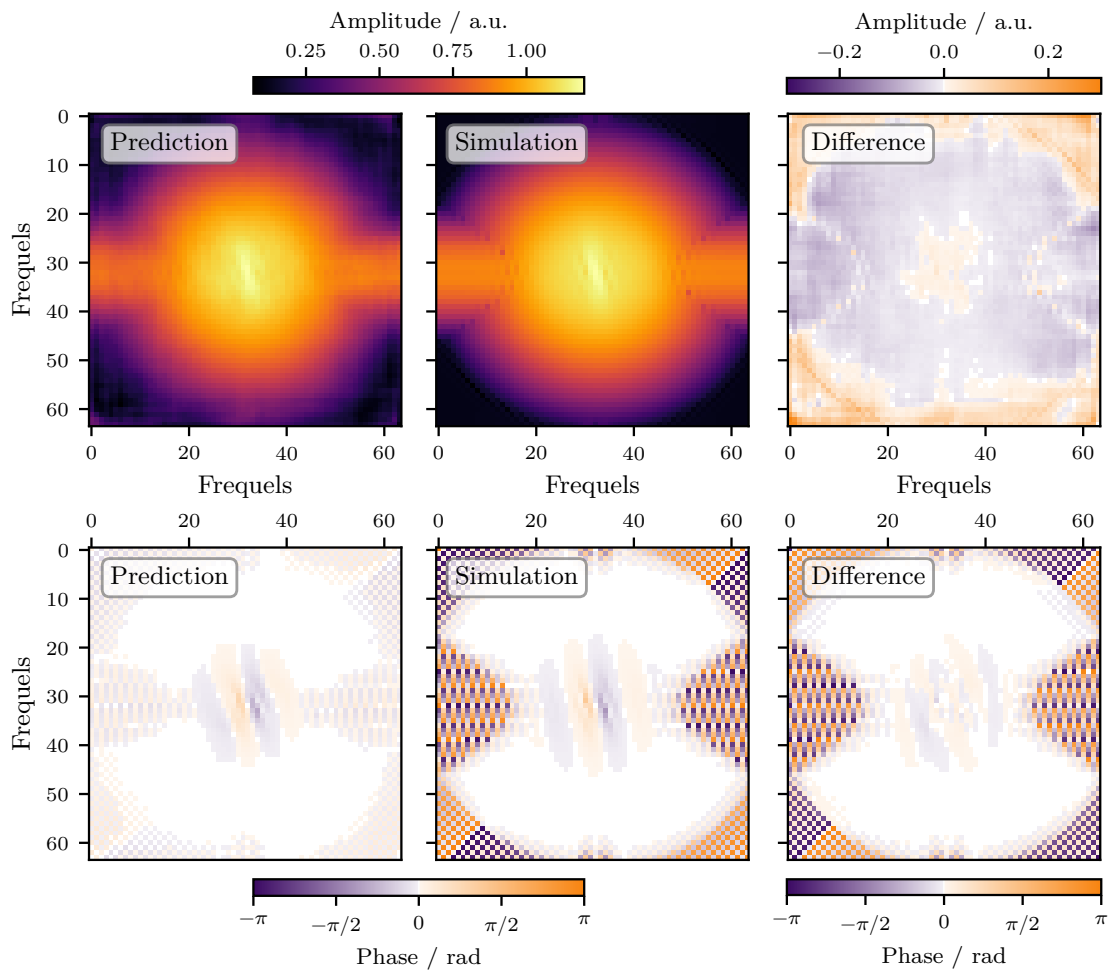 Amplitude / a.u.
0.25 0.50 0.75 1.00
Amplitude / a.u.
−0.2 0.0 0.2
Prediction
Simulation
Difference
0
10
20
30
40
50
60
Frequels
0 20 40 60
0 20 40 60
0 20 40 60
Frequels
Frequels
Frequels
0 20 40 60
0 20 40 60
0 20 40 60
Prediction
Simulation
Difference
0
10
20
30
40
50
60
Frequels
−π −π/2 0 π/2 π
Phase / rad
−π −π/2 0 π/2 π
Phase / rad